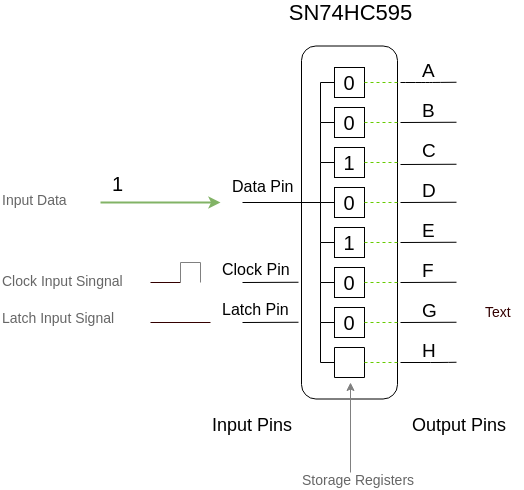 SN74HC595
A
0
B
0
C
1
1
Data Pin
D
Input Data
0
E
1
Clock Pin
F
Clock Input Singnal
0
Latch Pin
G
Text
Latch Input Signal
0
H
Input Pins
Output Pins
Storage Registers